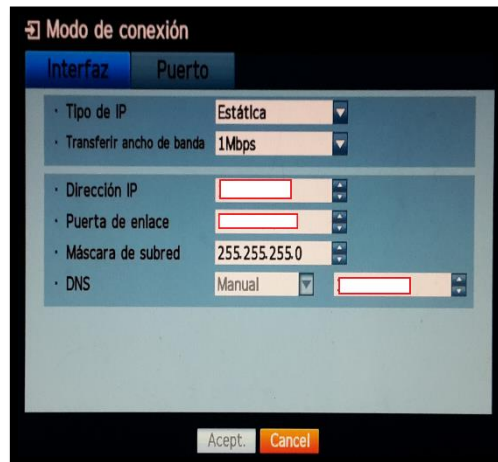 Modo de conexión
Interfaz Puerto
· Tipo de IP Estática
· Transferir ancho de banda 1Mbps
· Dirección IP
· Puerta de enlace
· Máscara de subred 255.255.255.0
· DNS Manual
Acept. Cancel